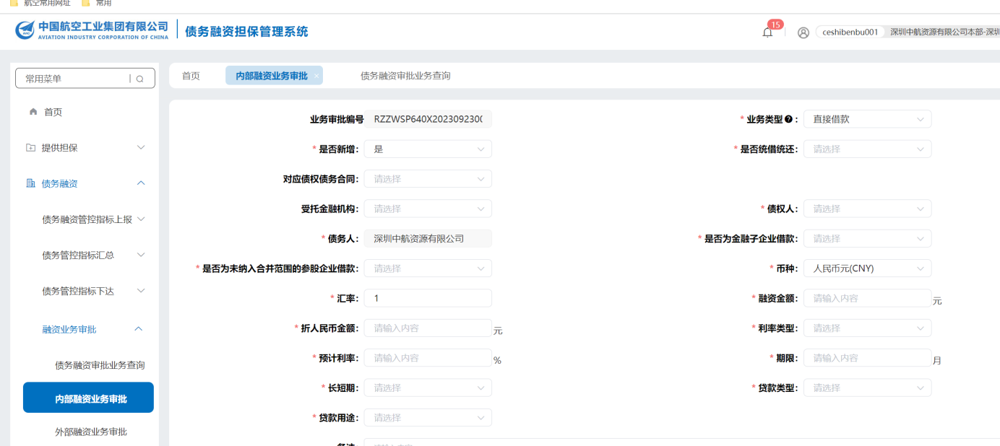 航空常用网址 常用
中国航空工业集团有限公司
AVIATION INDUSTRY CORPORATION OF CHINA
债务融资担保管理系统
15
ceshibenbu001 深圳中航资源有限公司本部-深圳
常用菜单
首页
提供担保
债务融资
债务融资管控指标上报
债务管控指标汇总
债务管控指标下达
融资业务审批
债务融资审批业务查询
内部融资业务审批
外部融资业务审批
首页 内部融资业务审批 × 债务融资审批业务查询
业务审批编号 RZZWSP640X202309230 * 业务类型?: 直接借款
* 是否新增: 是 * 是否统借统还: 请选择
对应债权债务合同: 请选择
受托金融机构: 请选择 * 债权人: 请选择
* 债务人: 深圳中航资源有限公司 * 是否为金融子企业借款: 请选择
* 是否为未纳入合并范围的参股企业借款: 请选择 * 币种: 人民币元(CNY)
* 汇率: 1 * 融资金额: 请输入内容 元
* 折人民币金额: 请输入内容 元 * 利率类型: 请选择
* 预计利率: 请输入内容 % * 期限: 请输入内容 月
* 长短期: 请选择 * 贷款类型: 请选择
* 贷款用途: 请选择